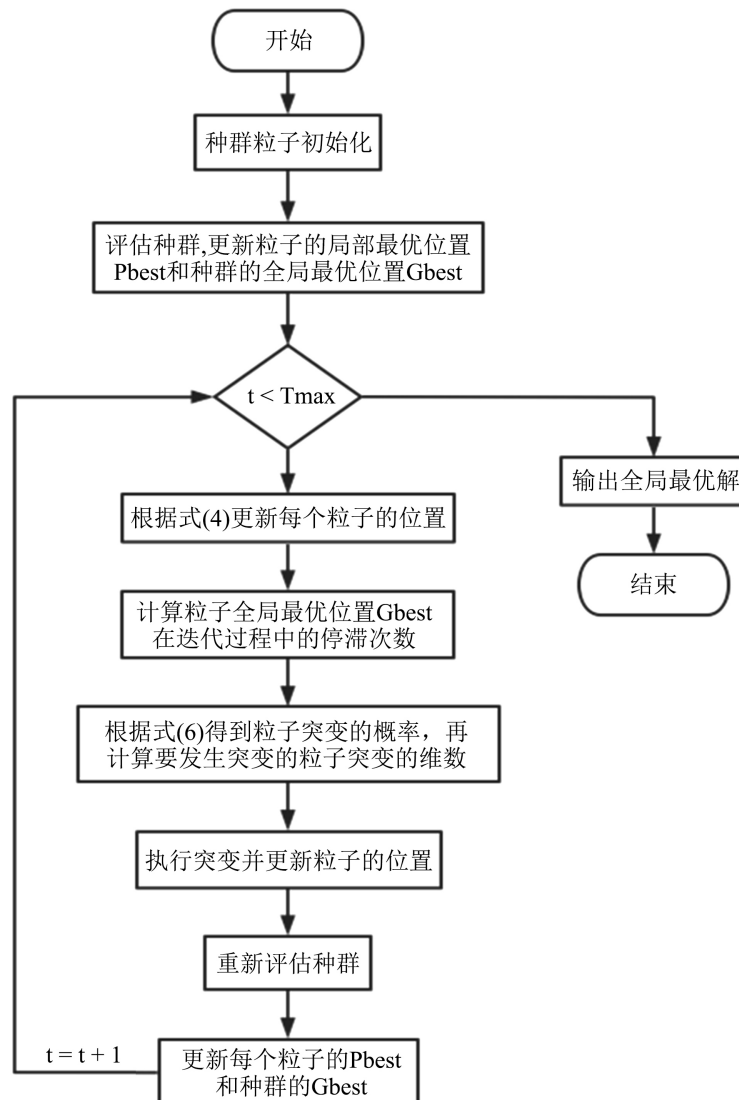 开始
种群粒子初始化
评估种群,更新粒子的局部最优位置
Pbest和种群的全局最优位置Gbest
t < Tmax
输出全局最优解
结束
根据式(4)更新每个粒子的位置
计算粒子全局最优位置Gbest
在迭代过程中的停滞次数
根据式(6)得到粒子突变的概率，再
计算要发生突变的粒子突变的维数
执行突变并更新粒子的位置
重新评估种群
t = t + 1
更新每个粒子的Pbest
和种群的Gbest